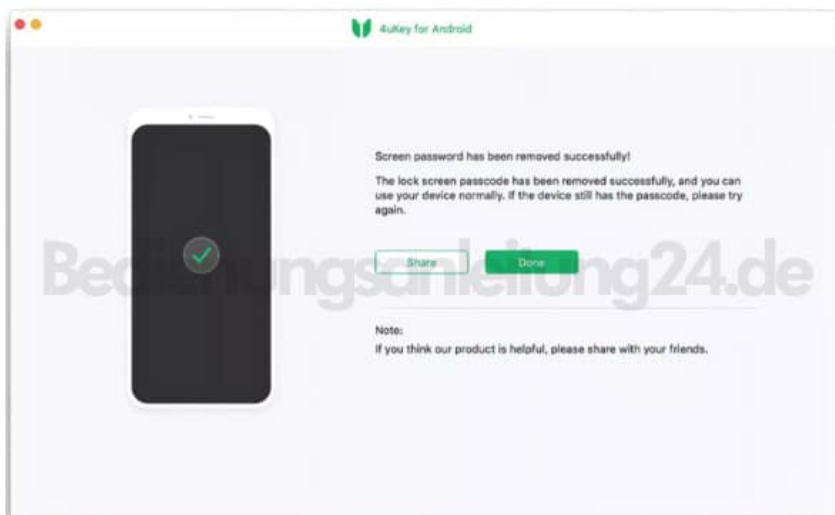 4uKey for Android
Screen password has been removed successfully!
The lock screen passcode has been removed successfully, and you can
use your device normally. If the device still has the passcode, please try
again.
Bedienungsanleitung24.de
Share
Done
Note:
If you think our product is helpful, please share with your friends.